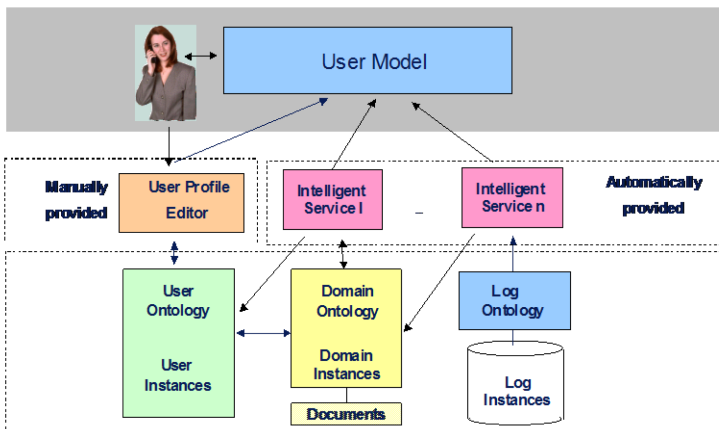 User Model
Manually
provided
User Profile
Editor
Intelligent
Service I
_
Intelligent
Service n
Automatically
provided
User
Ontology
User
Instances
Domain
Ontology
Domain
Instances
Documents
Log
Ontology
Log
Instances